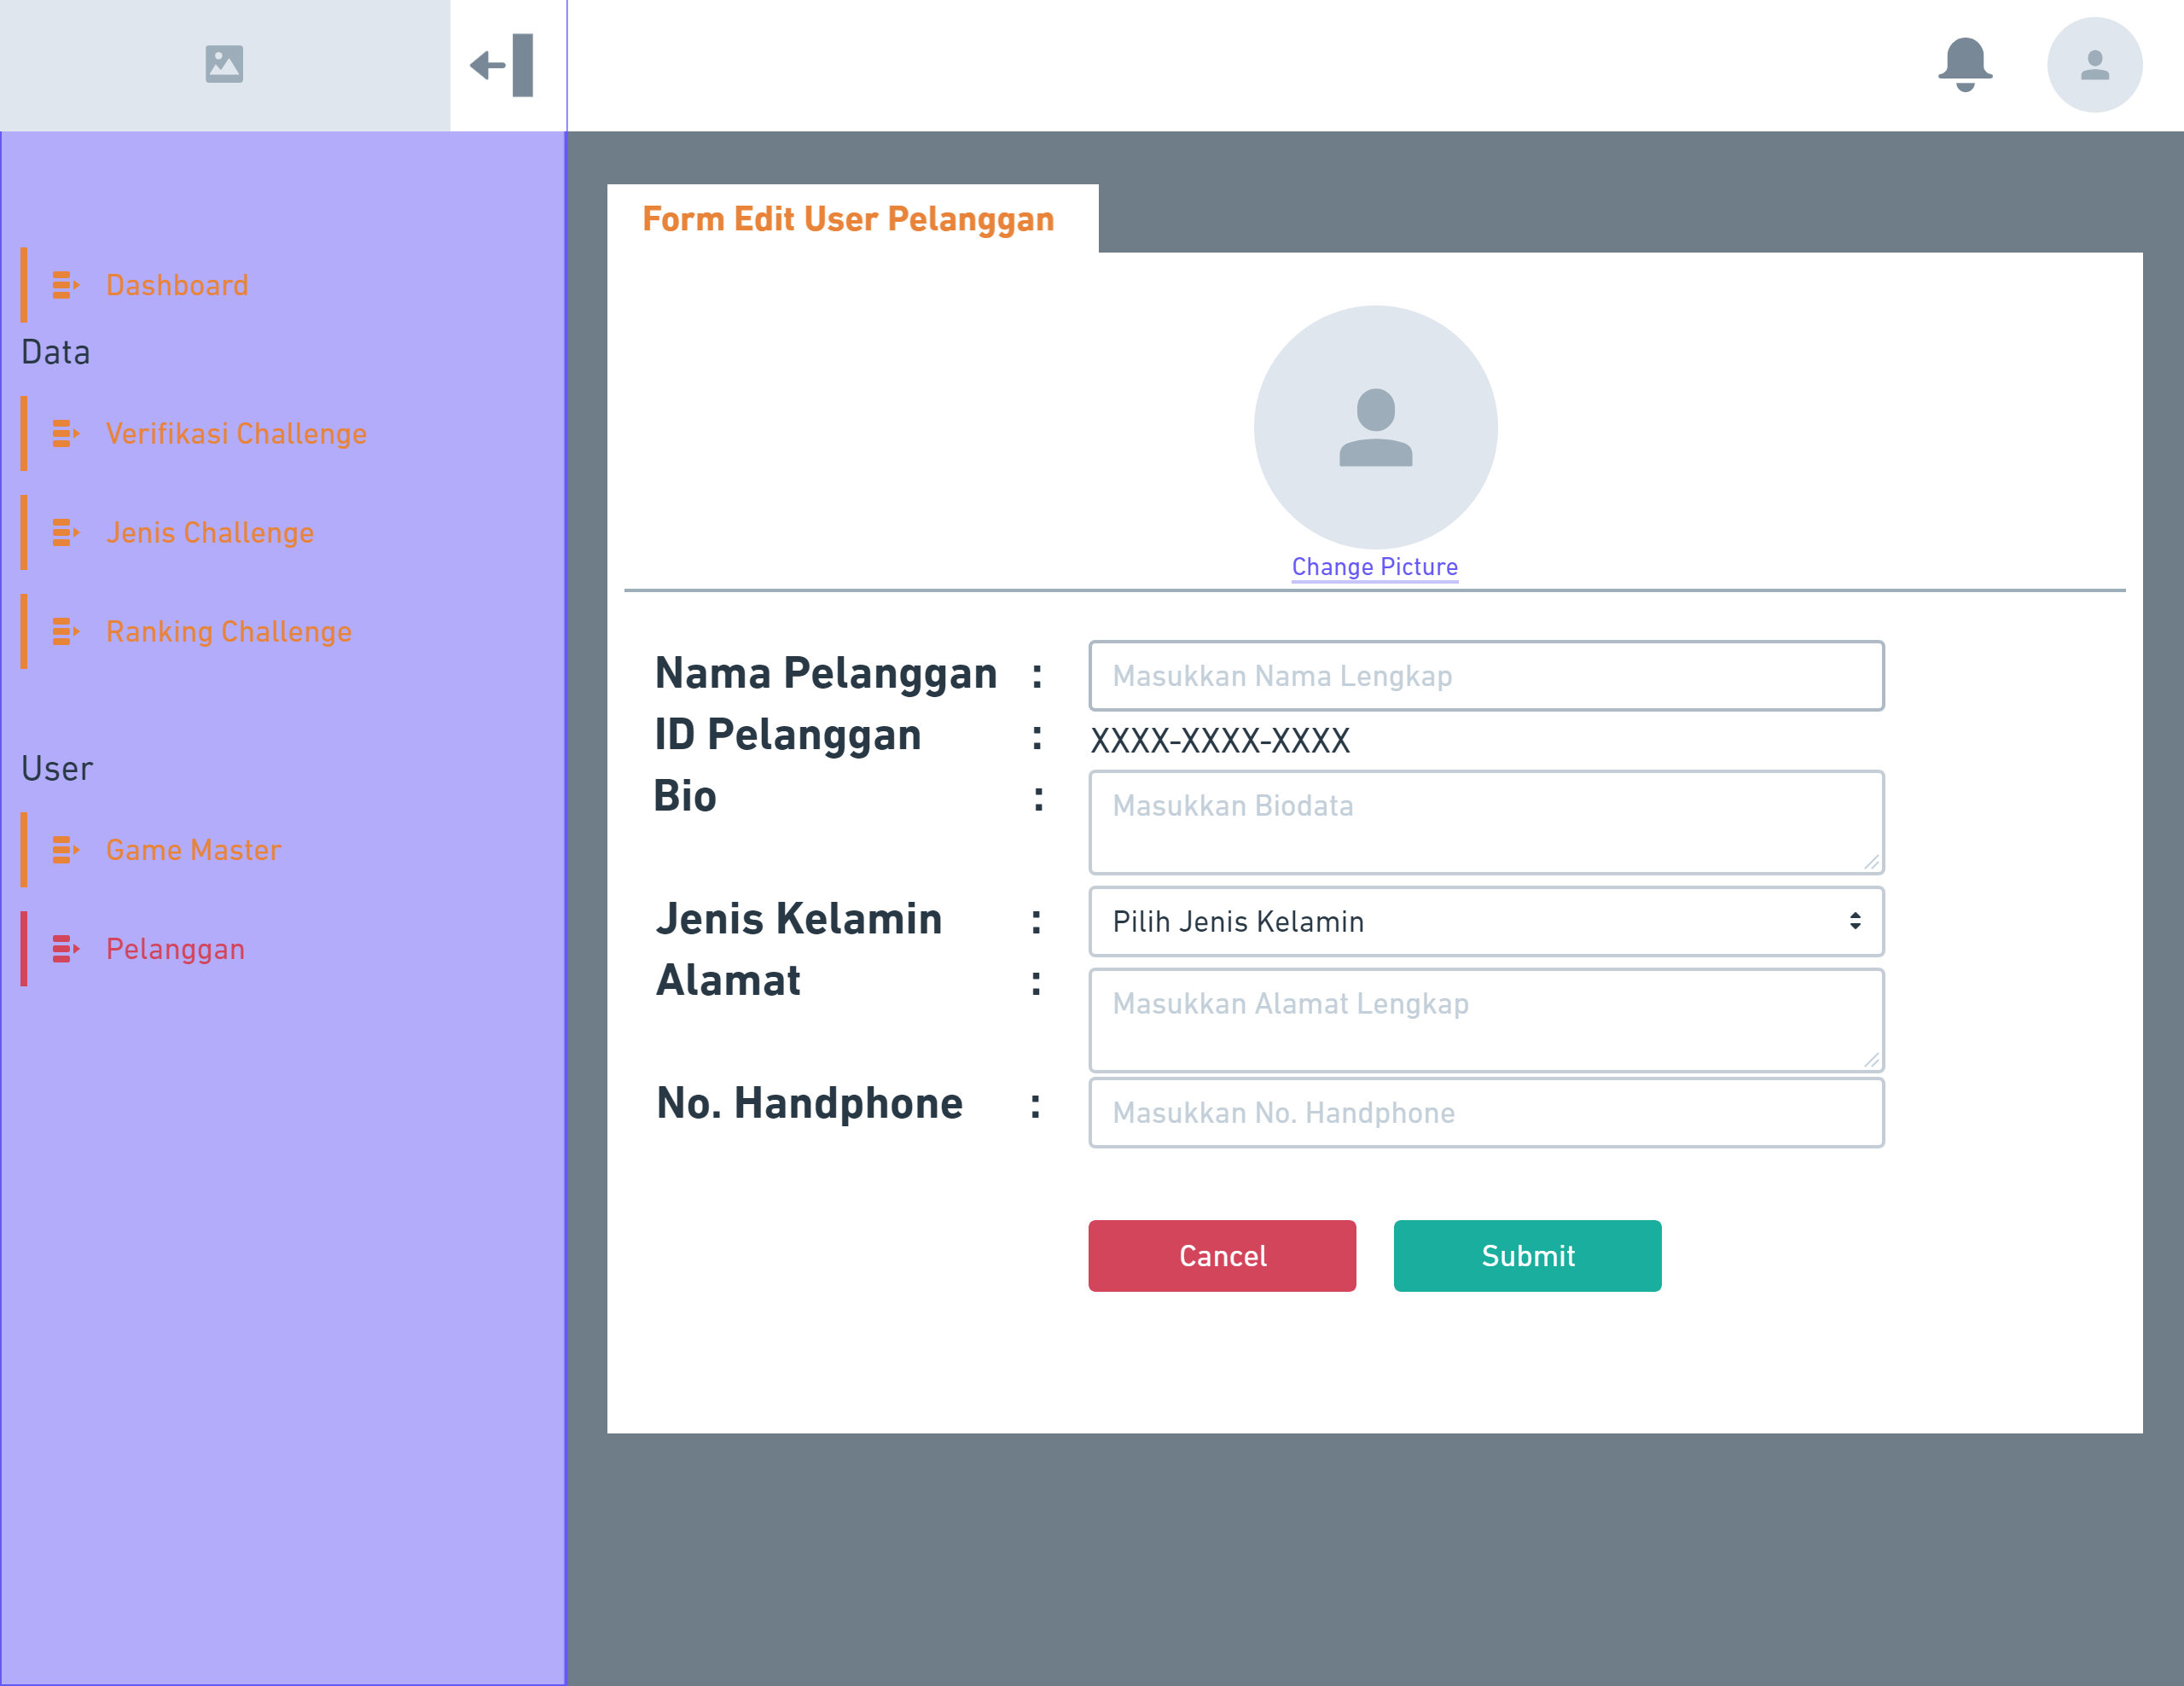 Dashboard
Data
Verifikasi Challenge
Jenis Challenge
Ranking Challenge
User
Game Master
Pelanggan
Form Edit User Pelanggan
Change Picture
Nama Pelanggan : Masukkan Nama Lengkap
ID Pelanggan : XXXX-XXXX-XXXX
Bio : Masukkan Biodata
Jenis Kelamin : Pilih Jenis Kelamin
Alamat : Masukkan Alamat Lengkap
No. Handphone : Masukkan No. Handphone
Cancel Submit